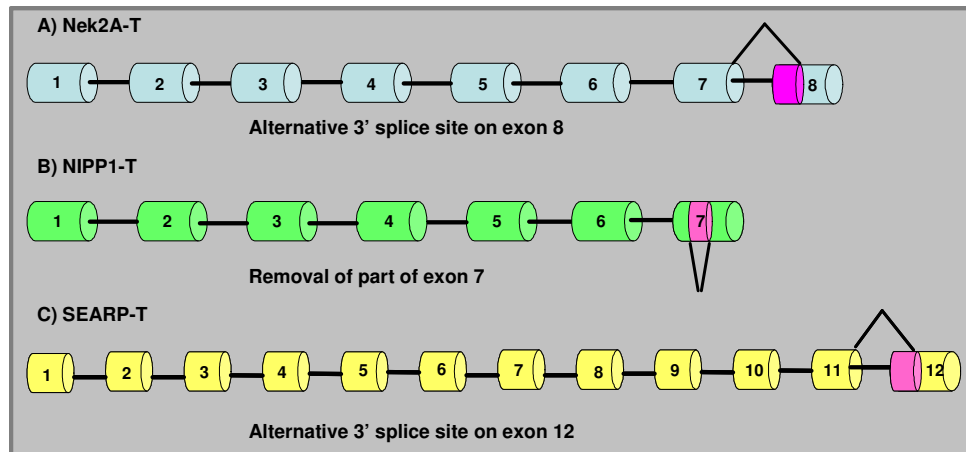 A) Nek2A-T
1 2 3 4 5 6 7 8
Alternative 3’ splice site on exon 8
B) NIPP1-T
1 2 3 4 5 6 7
Removal of part of exon 7
C) SEARP-T
1 2 3 4 5 6 7 8 9 10 11 12
Alternative 3’ splice site on exon 12